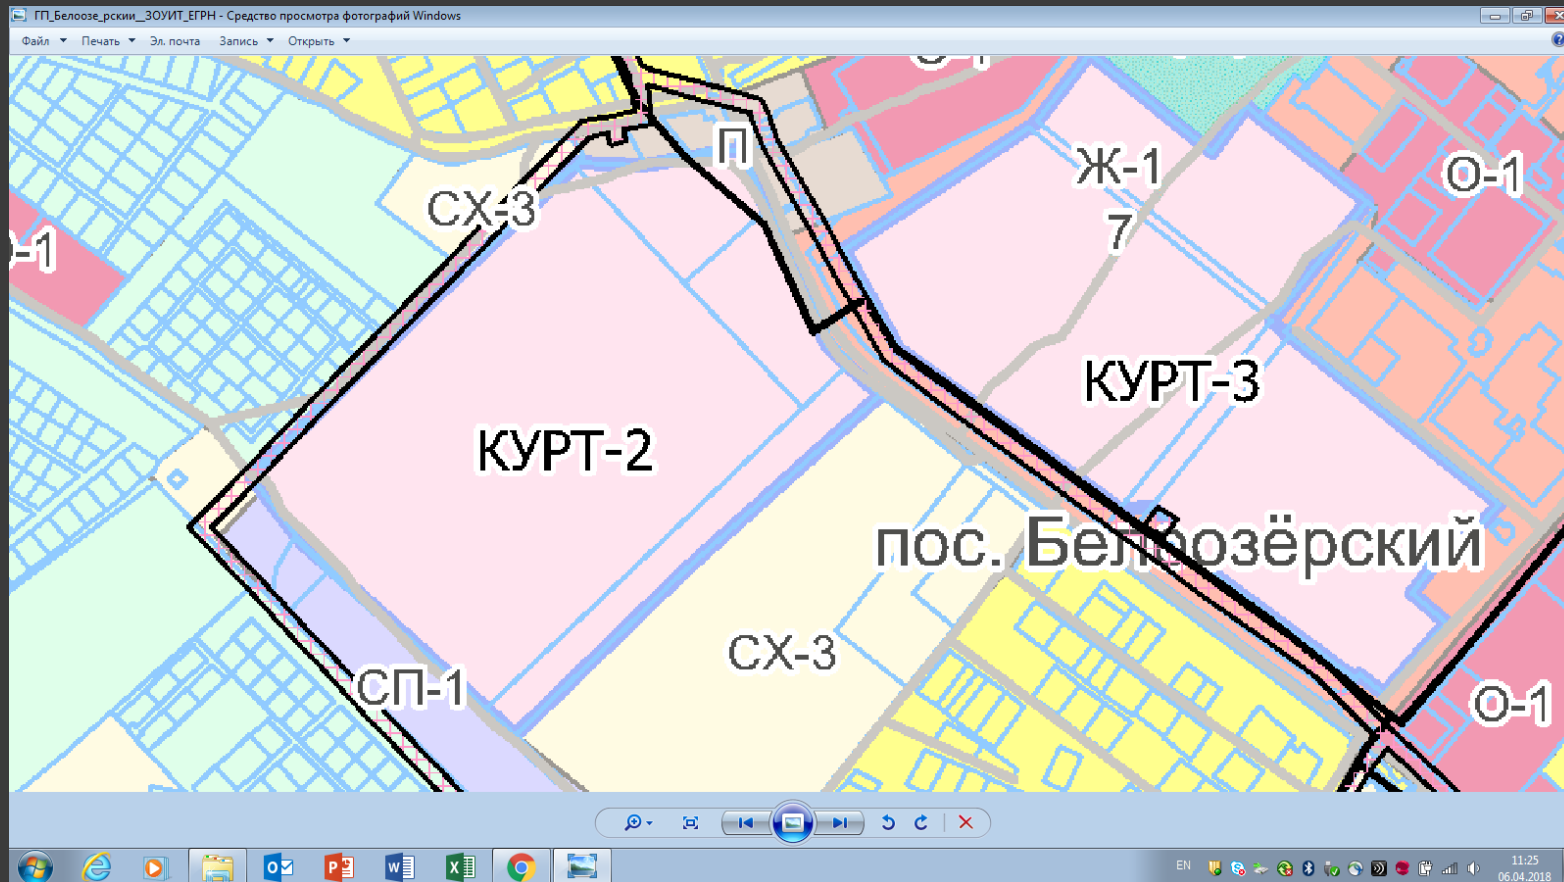 ГП_Белоозе_рскии__ЗОУИТ_ЕГРН - Средство просмотра фотографий Windows
Файл Печать Эл. почта Запись Открыть
П
Ж-1
7
О-1
СХ-3
КУРТ-2
КУРТ-3
пос. Белоозёрский
СХ-3
СП-1
О-1
EN
11:25
06.04.2018